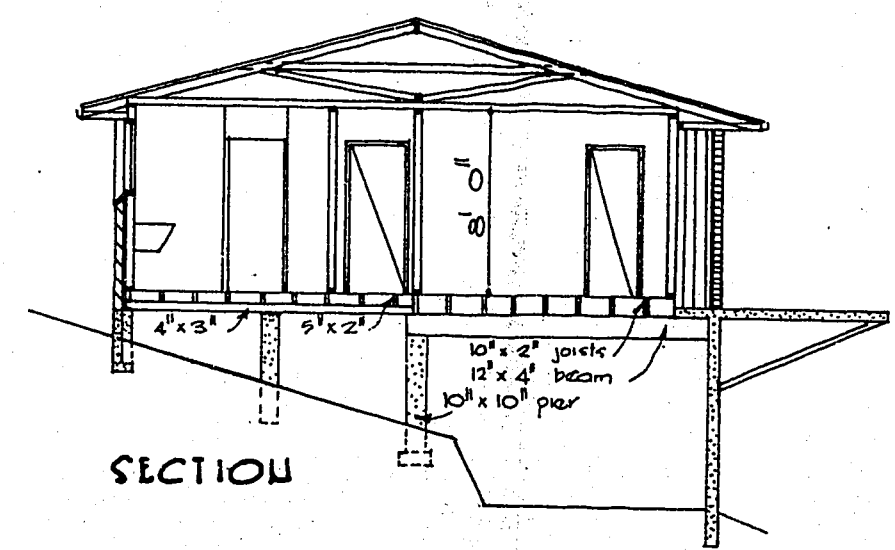 8' 0"
4" x 3"
5" x 2"
10" x 2" joists
12" x 4" beam
10" x 10" pier
SECTION